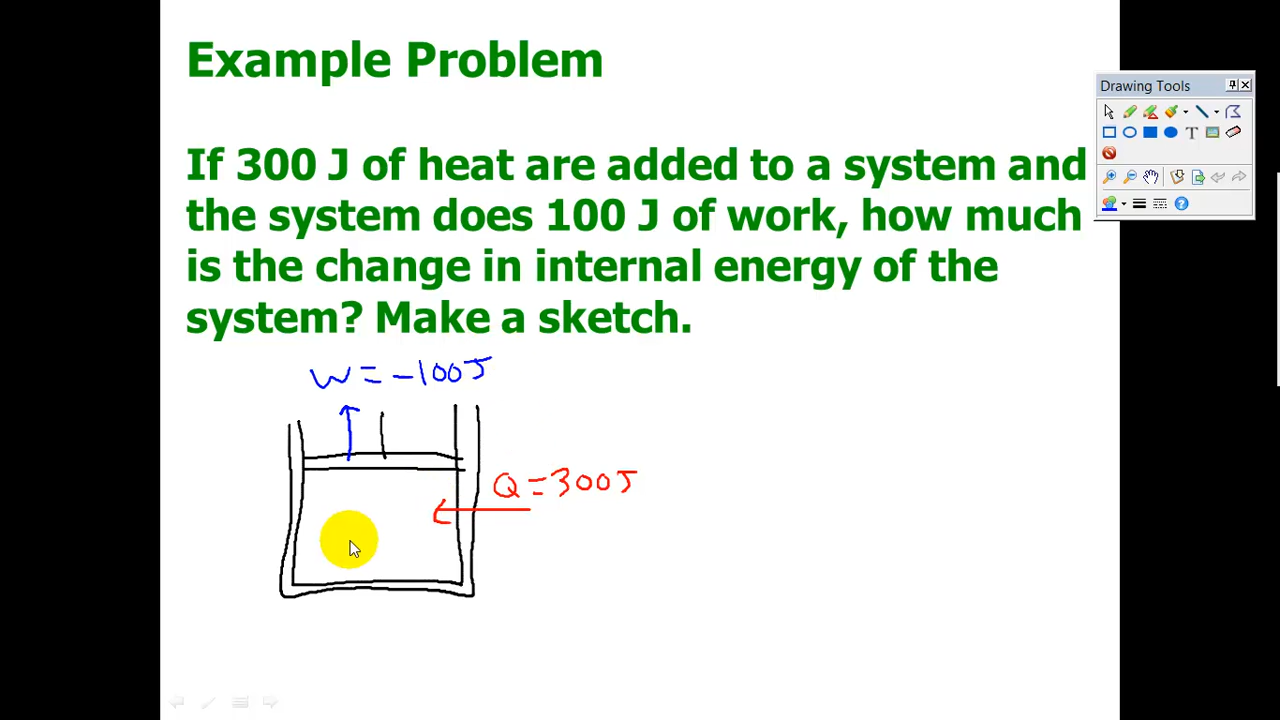 Example Problem
Drawing Tools
If 300 J of heat are added to a system and
the system does 100 J of work, how much
is the change in internal energy of the
system? Make a sketch.
W = -100J
Q = 300J